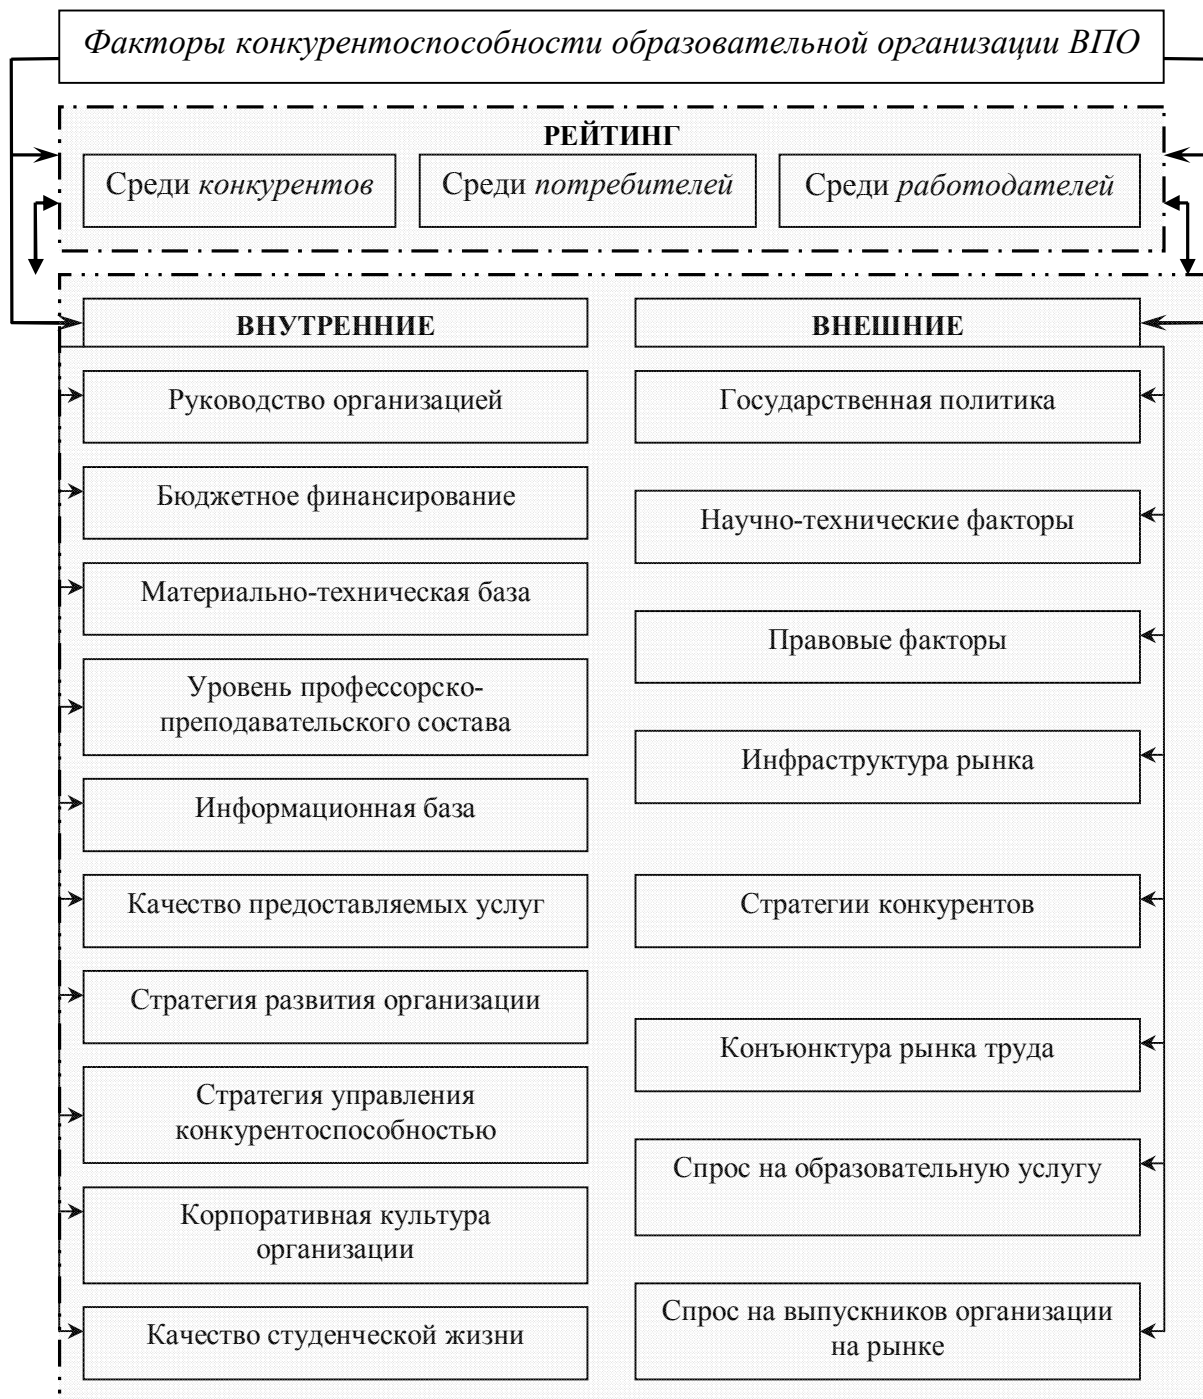 Факторы конкурентоспособности образовательной организации ВПО
РЕЙТИНГ
Среди конкурентов
Среди потребителей
Среди работодателей
ВНУТРЕННИЕ
Руководство организацией
Бюджетное финансирование
Материально-техническая база
Уровень профессорско-
преподавательского состава
Информационная база
Качество предоставляемых услуг
Стратегия развития организации
Стратегия управления
конкурентоспособностью
Корпоративная культура
организации
Качество студенческой жизни
ВНЕШНИЕ
Государственная политика
Научно-технические факторы
Правовые факторы
Инфраструктура рынка
Стратегии конкурентов
Конъюнктура рынка труда
Спрос на образовательную услугу
Спрос на выпускников организации
на рынке